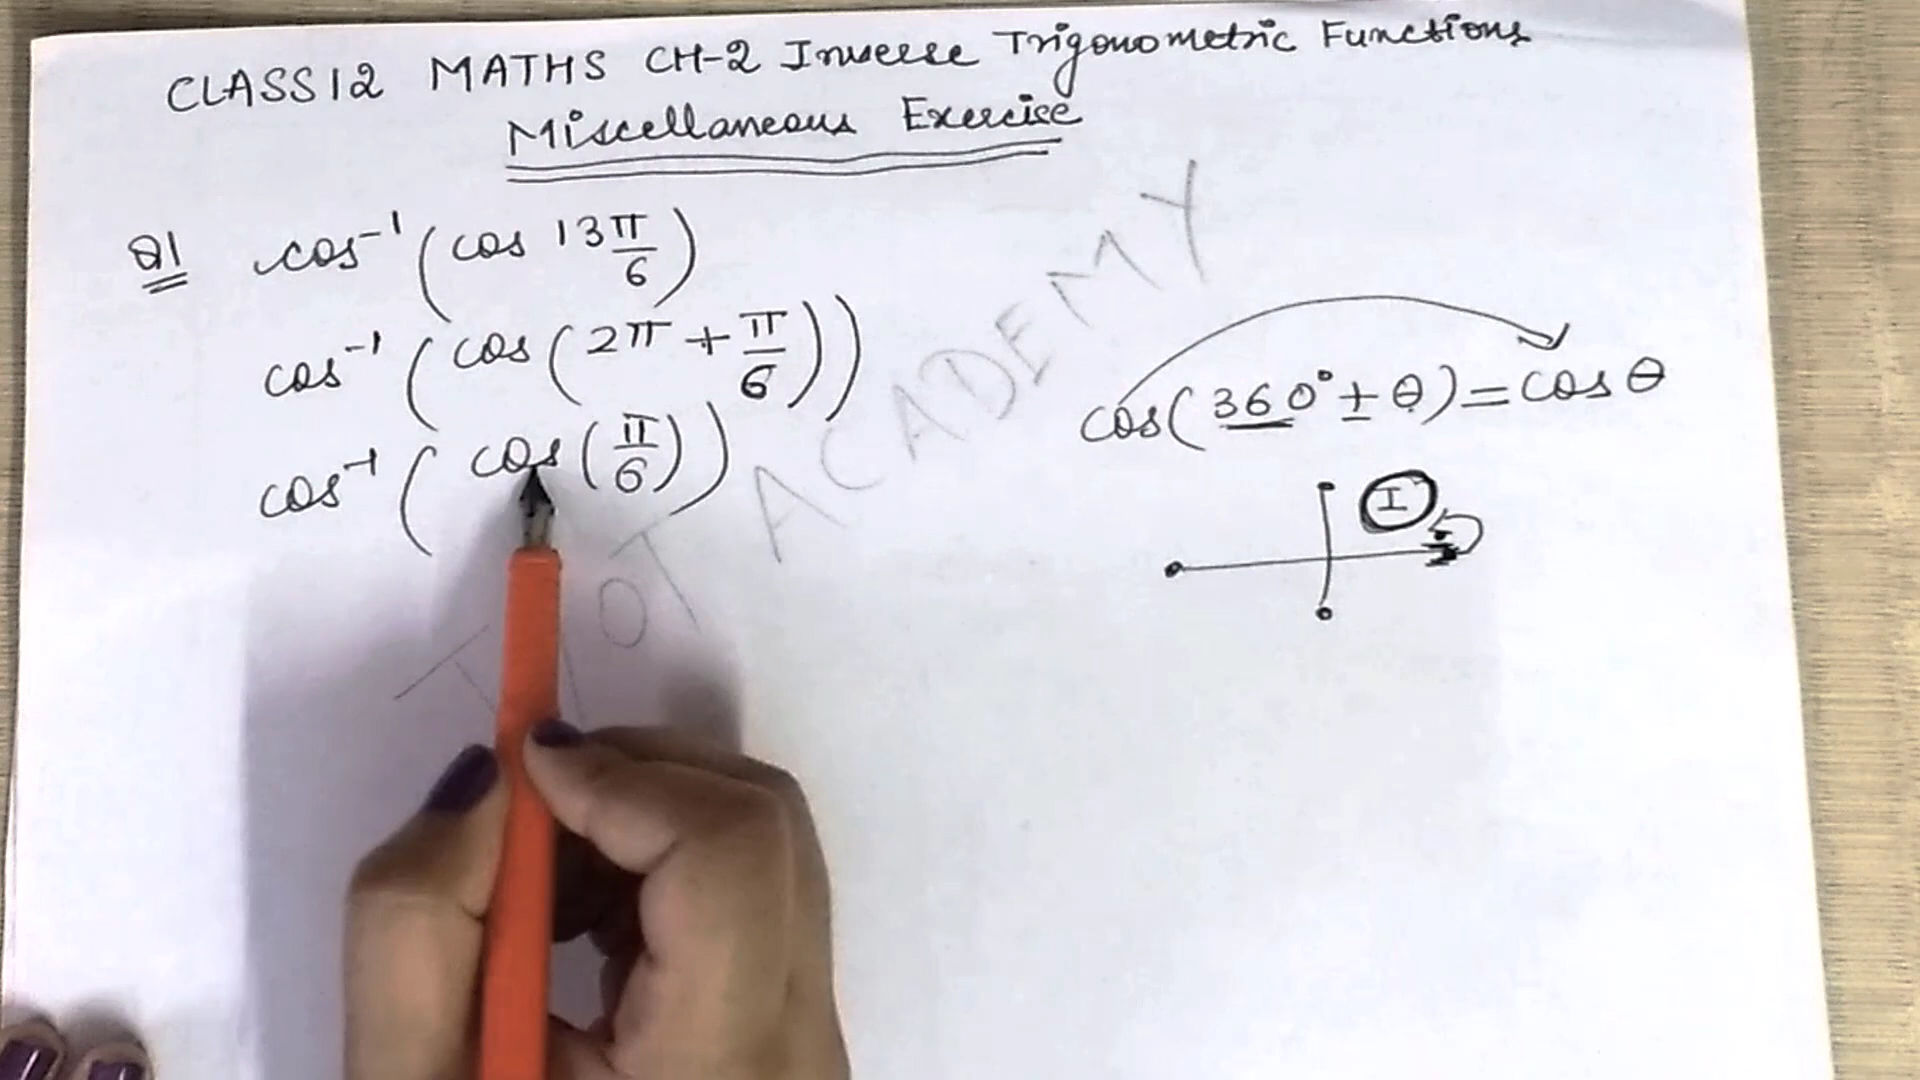 CLASS 12 MATHS CH-2 Inverse Trigonometric Functions
Miscellaneous Exercise
Q1 cos⁻¹(cos 13π/6)
cos⁻¹(cos(2π + π/6))
cos⁻¹(cos(π/6))
cos(360° ± θ) = cos θ
I
TIOT ACADEMY